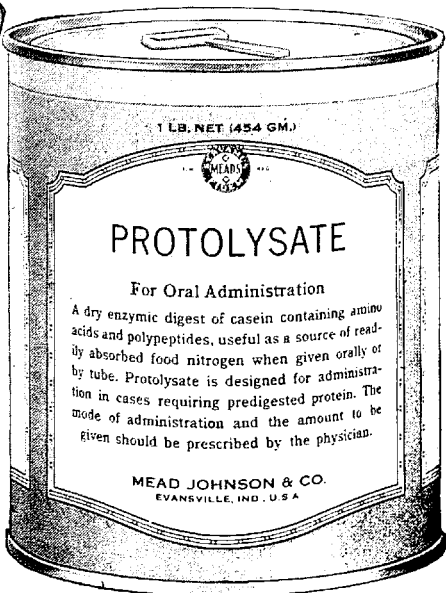 1 LB. NET (454 GM.)
MEADS
PROTOLYSATE
For Oral Administration
A dry enzymic digest of casein containing amino
acids and polypeptides, useful as a source of read-
ily absorbed food nitrogen when given orally or
by tube. Protolysate is designed for administra-
tion in cases requiring predigested protein. The
mode of administration and the amount to be
given should be prescribed by the physician.
MEAD JOHNSON & CO.
EVANSVILLE, IND., U.S.A